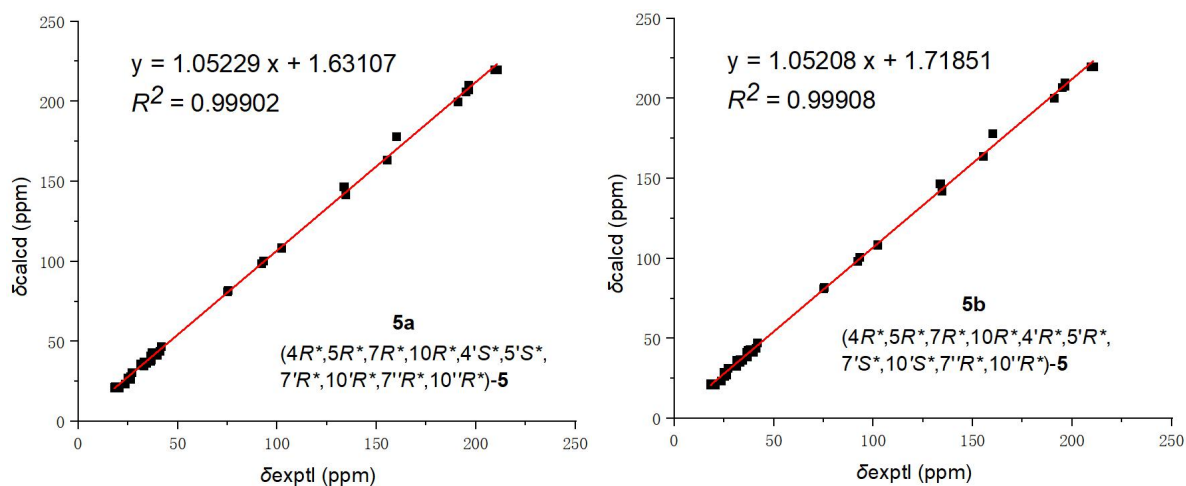 250
200
150
100
50
0
0 50 100 150 200 250
δcalcd (ppm)
δexptl (ppm)
y = 1.05229 x + 1.63107
R² = 0.99902
5a
(4R*,5R*,7R*,10R*,4'S*,5'S*,
7'R*,10'R*,7''R*,10''R*)-5
250
200
150
100
50
0
0 50 100 150 200 250
δcalcd (ppm)
δexptl (ppm)
y = 1.05208 x + 1.71851
R² = 0.99908
5b
(4R*,5R*,7R*,10R*,4'R*,5'R*,
7'S*,10'S*,7''R*,10''R*)-5